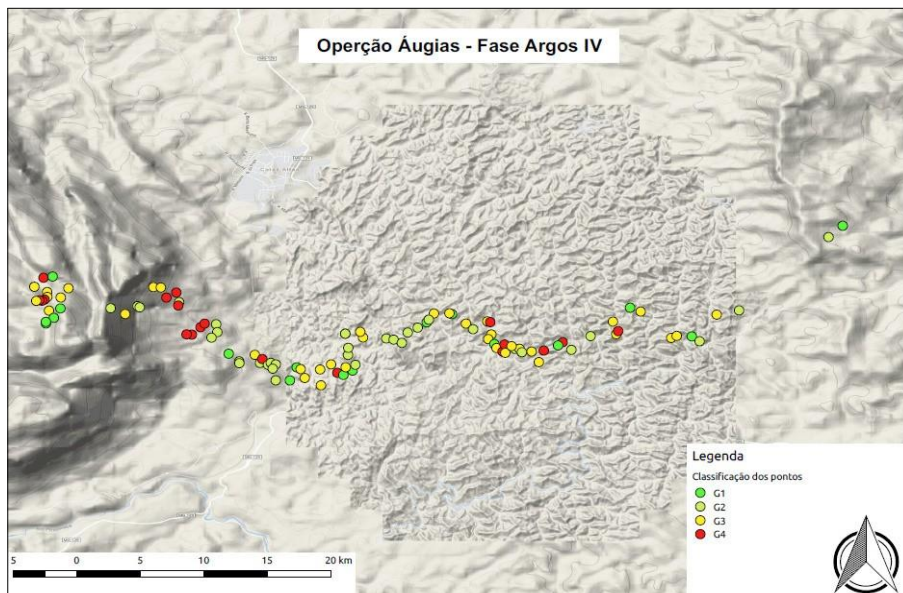 Operção Áugias - Fase Argos IV
Legenda
Classificação dos pontos
G1
G2
G3
G4
5 0 5 10 15 20 km